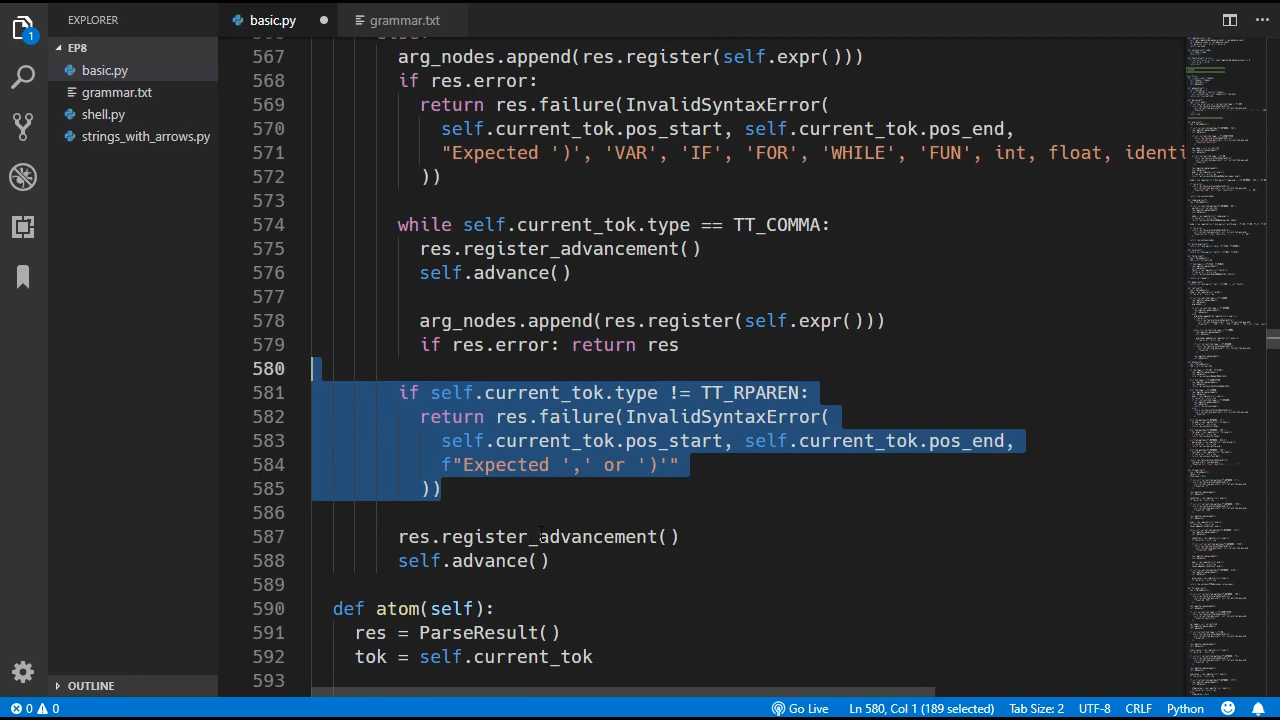 EXPLORER
basic.py
grammar.txt
1
EP8
basic.py
grammar.txt
shell.py
strings_with_arrows.py
567 arg_nodes.append(res.register(self.expr()))
568 if res.error:
569 return res.failure(InvalidSyntaxError(
570 self.current_tok.pos_start, self.current_tok.pos_end,
571 "Expected ')', 'VAR', 'IF', 'FOR', 'WHILE', 'FUN', int, float, identi
572 ))
573
574 while self.current_tok.type == TT_COMMA:
575 res.register_advancement()
576 self.advance()
577
578 arg_nodes.append(res.register(self.expr()))
579 if res.error: return res
580
581 if self.current_tok.type != TT_RPAREN:
582 return res.failure(InvalidSyntaxError(
583 self.current_tok.pos_start, self.current_tok.pos_end,
584 f"Expected ',' or ')'"
585 ))
586
587 res.register_advancement()
588 self.advance()
589
590 def atom(self):
591 res = ParseResult()
592 tok = self.current_tok
593
OUTLINE
0 0 Go Live Ln 580, Col 1 (189 selected) Tab Size: 2 UTF-8 CRLF Python